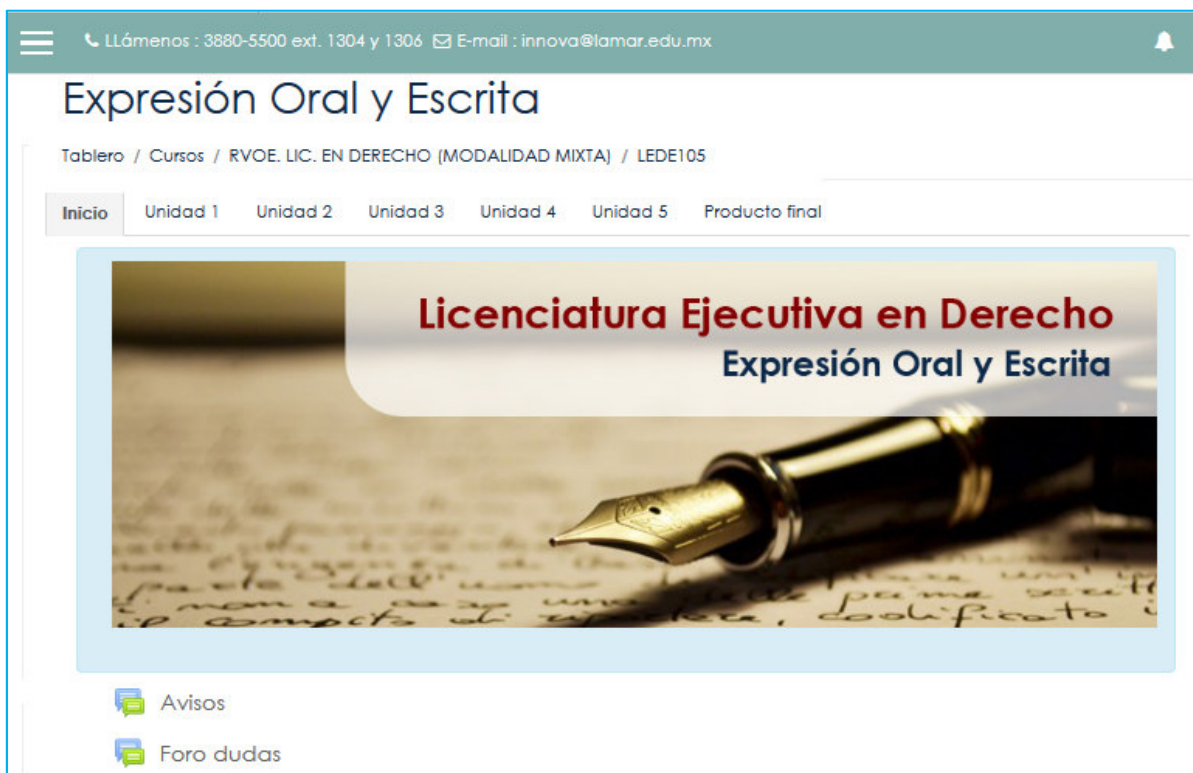 LLámenos : 3880-5500 ext. 1304 y 1306 E-mail : innova@lamar.edu.mx
Expresión Oral y Escrita
Tablero / Cursos / RVOE. LIC. EN DERECHO (MODALIDAD MIXTA) / LEDE105
Inicio Unidad 1 Unidad 2 Unidad 3 Unidad 4 Unidad 5 Producto final
Licenciatura Ejecutiva en Derecho
Expresión Oral y Escrita
Avisos
Foro dudas